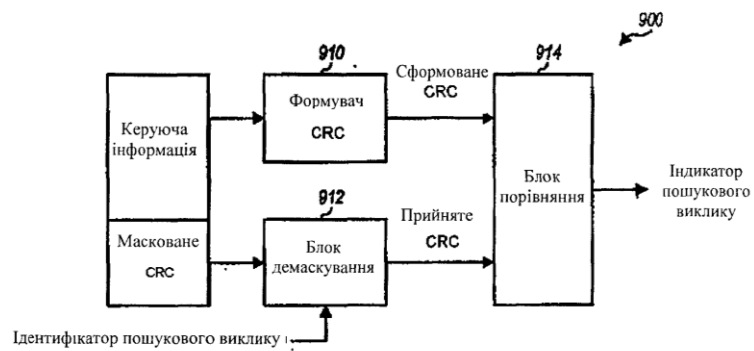 900
910
914
912
Керуюча
інформація
Масковане
CRC
Формувач
CRC
Сформоване
CRC
Блок
демаскування
Прийняте
CRC
Блок
порівняння
Індикатор
пошукового
виклику
Ідентифікатор пошукового виклику